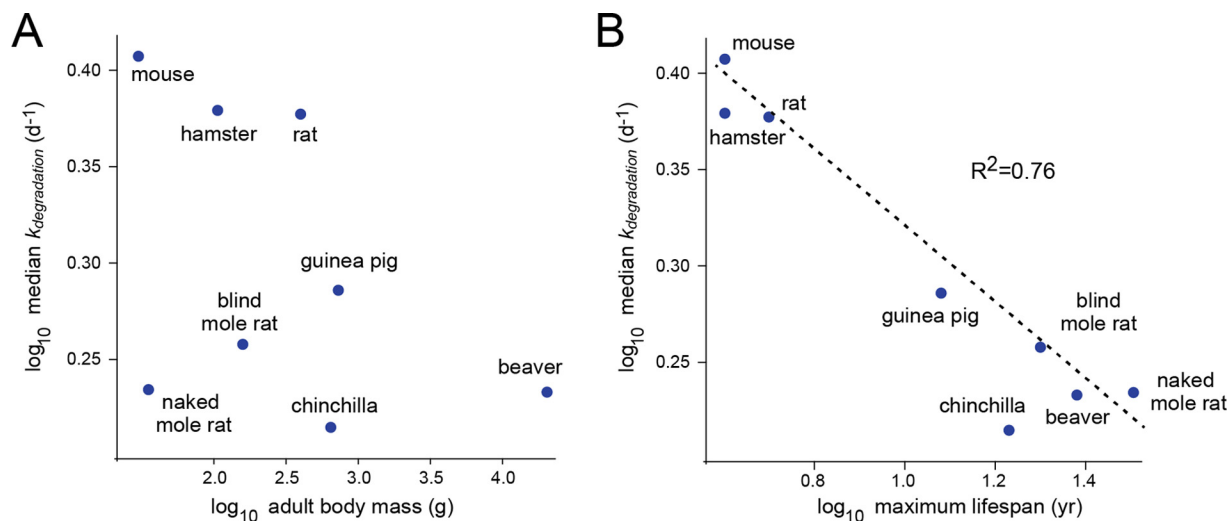 A
log10 median kdegradation (d-1)
0.40
0.35
0.30
0.25
mouse
hamster
rat
guinea pig
blind
mole rat
beaver
naked
mole rat
chinchilla
2.0
2.5
3.0
3.5
4.0
log10 adult body mass (g)
B
log10 median kdegradation (d-1)
0.40
0.35
0.30
0.25
mouse
rat
hamster
R2=0.76
blind
mole rat
guinea pig
naked
mole rat
chinchilla
beaver
0.8
1.0
1.2
1.4
log10 maximum lifespan (yr)